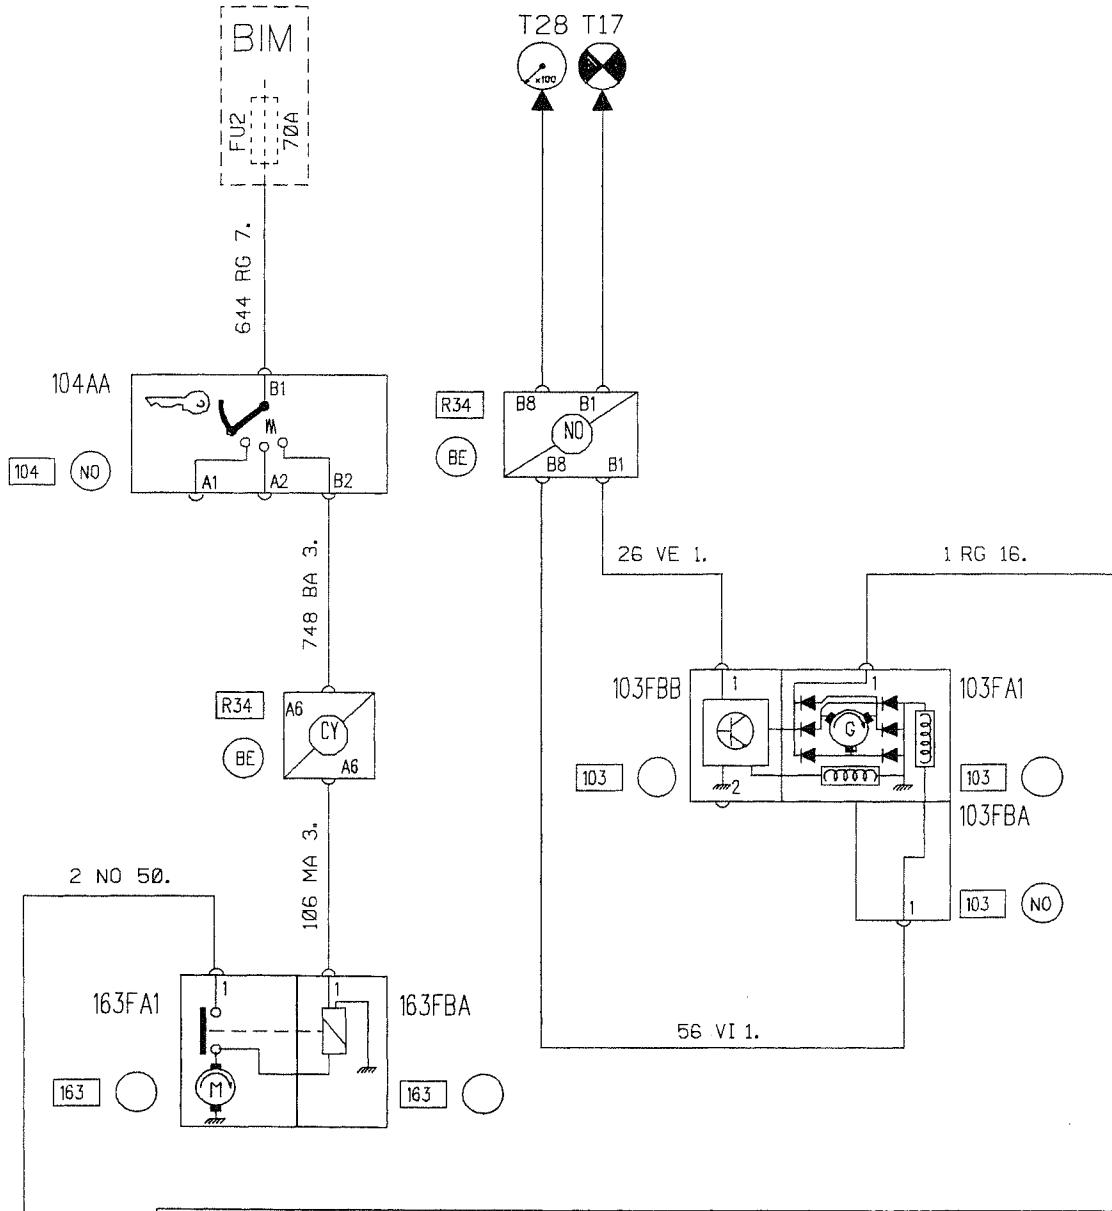 BIM
T28 T17
x100
FU2
70A
644 RG 7.
104AA
B1
104
NO
A1
A2
B2
R34
BE
B8
B1
NO
B8
B1
748 BA 3.
26 VE 1.
1 RG 16.
R34
BE
A6
CY
A6
103FBB
1
1
103FA1
G
103
2
103
103FBA
106 MA 3.
2 NO 50.
1
103
NO
163FA1
1
1
163FBA
56 VI 1.
163
M
163